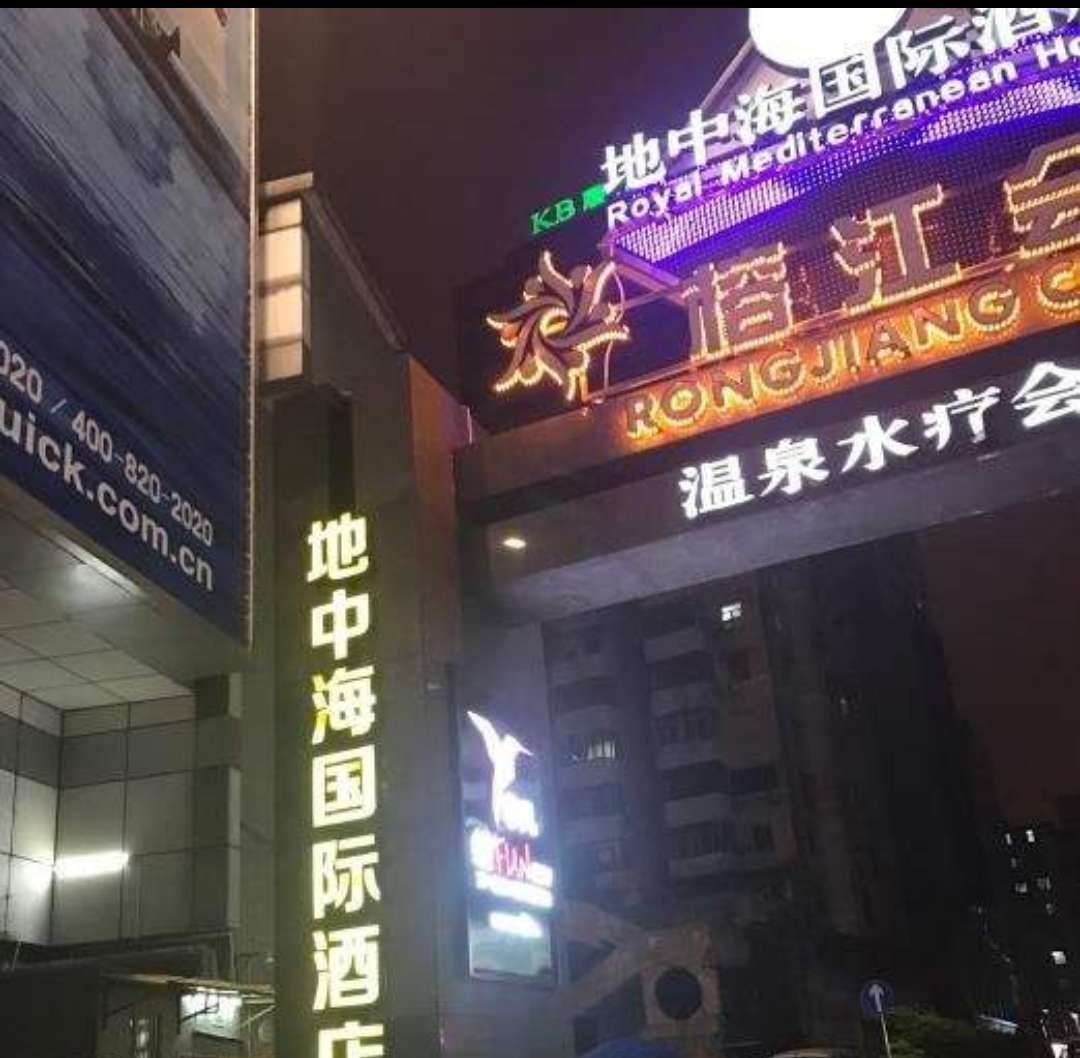 地中海国际酒
Royal Mediterranean Ho
KB
榕江会
RONGJIANG C
温泉水疗会
020 / 400-820-2020
uick.com.cn
地中海国际酒店
FUN